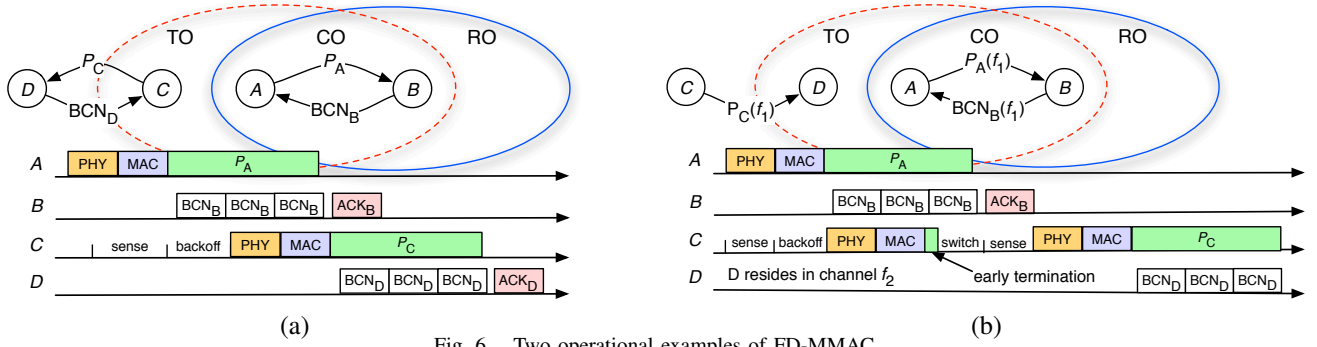 TO CO RO
P_C P_A
D C A B
BCN_D BCN_B
A PHY MAC P_A
B BCN_B BCN_B BCN_B ACK_B
C sense backoff PHY MAC P_C
D BCN_D BCN_D BCN_D ACK_D
(a)
TO CO RO
P_A(f_1)
C D A B
P_C(f_1) BCN_B(f_1)
A PHY MAC P_A
B BCN_B BCN_B BCN_B ACK_B
C sense backoff PHY MAC switch sense PHY MAC P_C
D D resides in channel f_2 early termination BCN_D BCN_D BCN_D
(b)
Fig. 6. Two operational examples of FD-MMAC